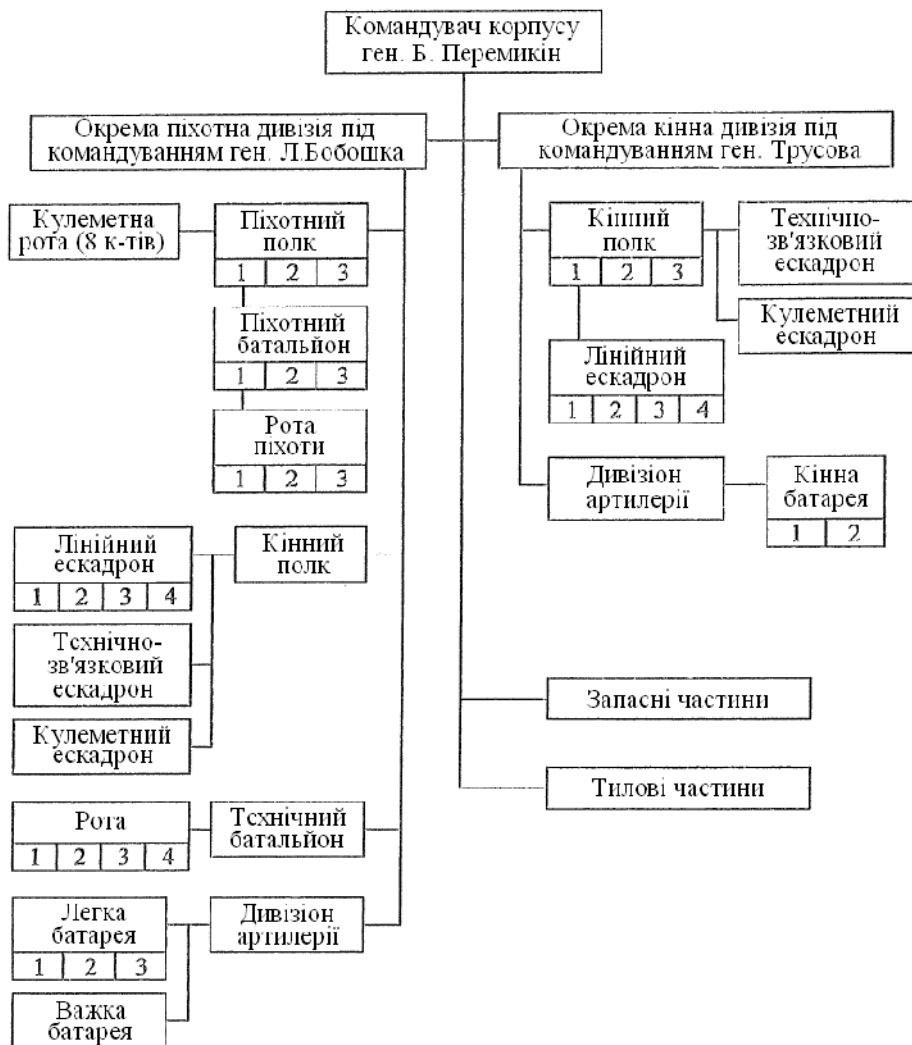 Командувач корпусу
ген. Б. Перемикін
Окрема піхотна дивізія під
командуванням ген. Л.Бобошка
Кулеметна
рота (8 к-тів)
Піхотний
полк
1 2 3
Піхотний
батальйон
1 2 3
Рота
піхоти
1 2 3
Лінійний
ескадрон
1 2 3 4
Кінний
полк
Технічно-
зв'язковий
ескадрон
Кулеметний
ескадрон
Рота
1 2 3 4
Технічний
батальйон
Легка
батарея
1 2 3
Дивізіон
артилерії
Важка
батарея
Окрема кінна дивізія під
командуванням ген. Трусова
Кінний
полк
1 2 3
Технічно-
зв'язковий
ескадрон
Кулеметний
ескадрон
Лінійний
ескадрон
1 2 3 4
Дивізіон
артилерії
Кінна
батарея
1 2
Запасні частини
Тилові частини